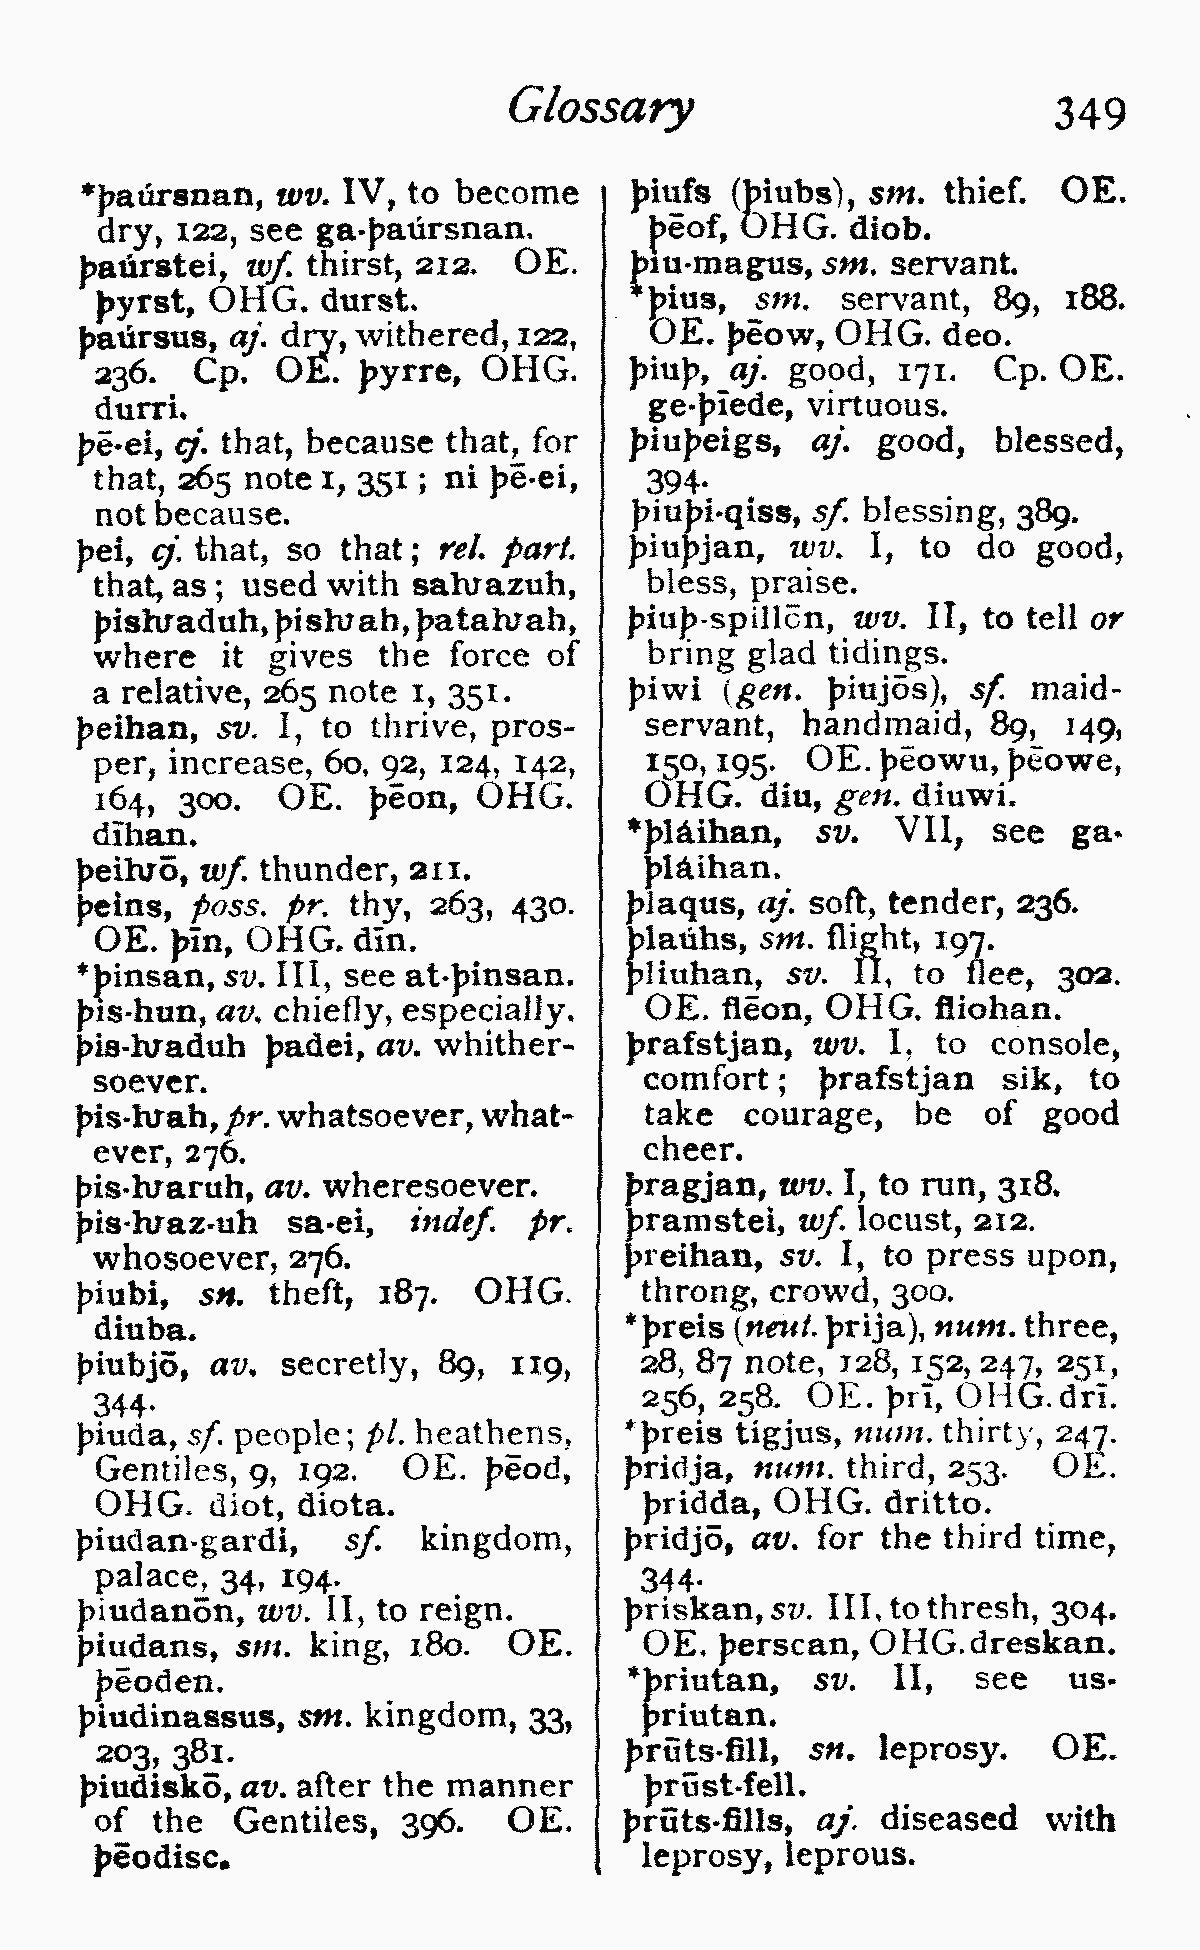 Glossary 349
*þaúrsnan, wv. IV, to become
dry, 122, see ga·þaúrsnan.
þaúrstei, wf. thirst, 212. OE.
þyrst, OHG. durst.
þaúrsus, aj. dry, withered, 122,
236. Cp. OE. þyrre, OHG.
durri.
þē·ei, cj. that, because that, for
that, 265 note 1, 351 ; ni þē·ei,
not because.
þei, cj. that, so that ; rel. part.
that, as ; used with saƕazuh,
þisƕaduh, þisƕah, þataƕah,
where it gives the force of
a relative, 265 note 1, 351.
þeihan, sv. I, to thrive, pros-
per, increase, 60, 92, 124, 142,
164, 300. OE. þēon, OHG.
dīhan.
þeiƕō, wf. thunder, 211.
þeins, poss. pr. thy, 263, 430.
OE. þīn, OHG. dīn.
*þinsan, sv. III, see at·þinsan.
þis-hun, av. chiefly, especially.
þis-ƕaduh þadei, av. whither-
soever.
þis·ƕah, pr. whatsoever, what-
ever, 276.
þis·ƕaruh, av. wheresoever.
þis·ƕaz·uh sa·ei, indef. pr.
whosoever, 276.
þiubi, sn. theft, 187. OHG.
diuba.
þiubjō, av. secretly, 89, 119,
344.
þiuda, sf. people; pl. heathens,
Gentiles, 9, 192. OE. þēod,
OHG. diot, diota.
þiudan·gardi, sf. kingdom,
palace, 34, 194.
þiudanōn, wv. II, to reign.
þiudans, sm. king, 180. OE.
þēoden.
þiudinassus, sm. kingdom, 33,
203, 381.
þiudiskō, av. after the manner
of the Gentiles, 396. OE.
þēodisc.
þiufs (þiubs), sm. thief. OE.
þēof, OHG. diob.
þiu·magus, sm. servant.
*þius, sm. servant, 89, 188.
OE. þēow, OHG. deo.
þiuþ, aj. good, 171. Cp. OE.
ge·þīede, virtuous.
þiuþeigs, aj. good, blessed,
394.
þiuþi·qiss, sf. blessing, 389.
þiuþjan, wv. I, to do good,
bless, praise.
þiuþ-spillōn, wv. II, to tell or
bring glad tidings.
þiwi (gen. þiujōs), sf. maid-
servant, handmaid, 89, 149,
150, 195. OE. þēowu, þēowe,
OHG. diu, gen. diuwi.
*þláihan, sv. VII, see ga·
þláihan.
þlaqus, aj. soft, tender, 236.
þlaúhs, sm. flight, 197.
þliuhan, sv. II, to flee, 302.
OE. flēon, OHG. fliohan.
þrafstjan, wv. I, to console,
comfort ; þrafstjan sik, to
take courage, be of good
cheer.
þragjan, wv. I, to run, 318.
þramstei, wf. locust, 212.
þreihan, sv. I, to press upon,
throng, crowd, 300.
*þreis (neut. þrija), num. three,
28, 87 note, 128, 152, 247, 251,
256, 258. OE. þrī, OHG. drī.
*þreis tigjus, num. thirty, 247.
þridja, num. third, 253. OE.
þridda, OHG. dritto.
þridjō, av. for the third time,
344.
þriskan, sv. III, to thresh, 304.
OE. þerscan, OHG. dreskan.
*þriutan, sv. II, see us·
þriutan.
þrūts·fill, sn. leprosy. OE.
þrūst·fell.
þrūts·fills, aj. diseased with
leprosy, leprous.